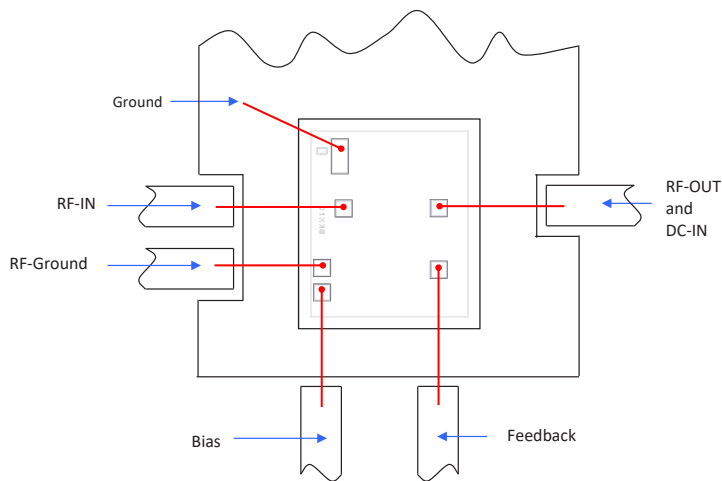 Ground
RF-IN
RF-OUT
and
DC-IN
RF-Ground
Bias
Feedback